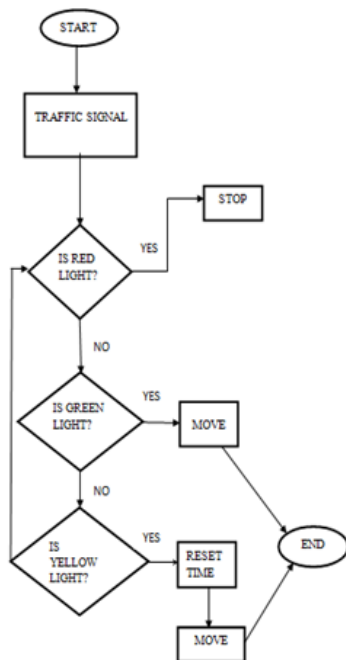 START
TRAFFIC SIGNAL
STOP
YES
IS RED
LIGHT?
NO
YES
IS GREEN
LIGHT?
MOVE
NO
YES
IS
YELLOW
LIGHT?
RESET
TIME
END
MOVE